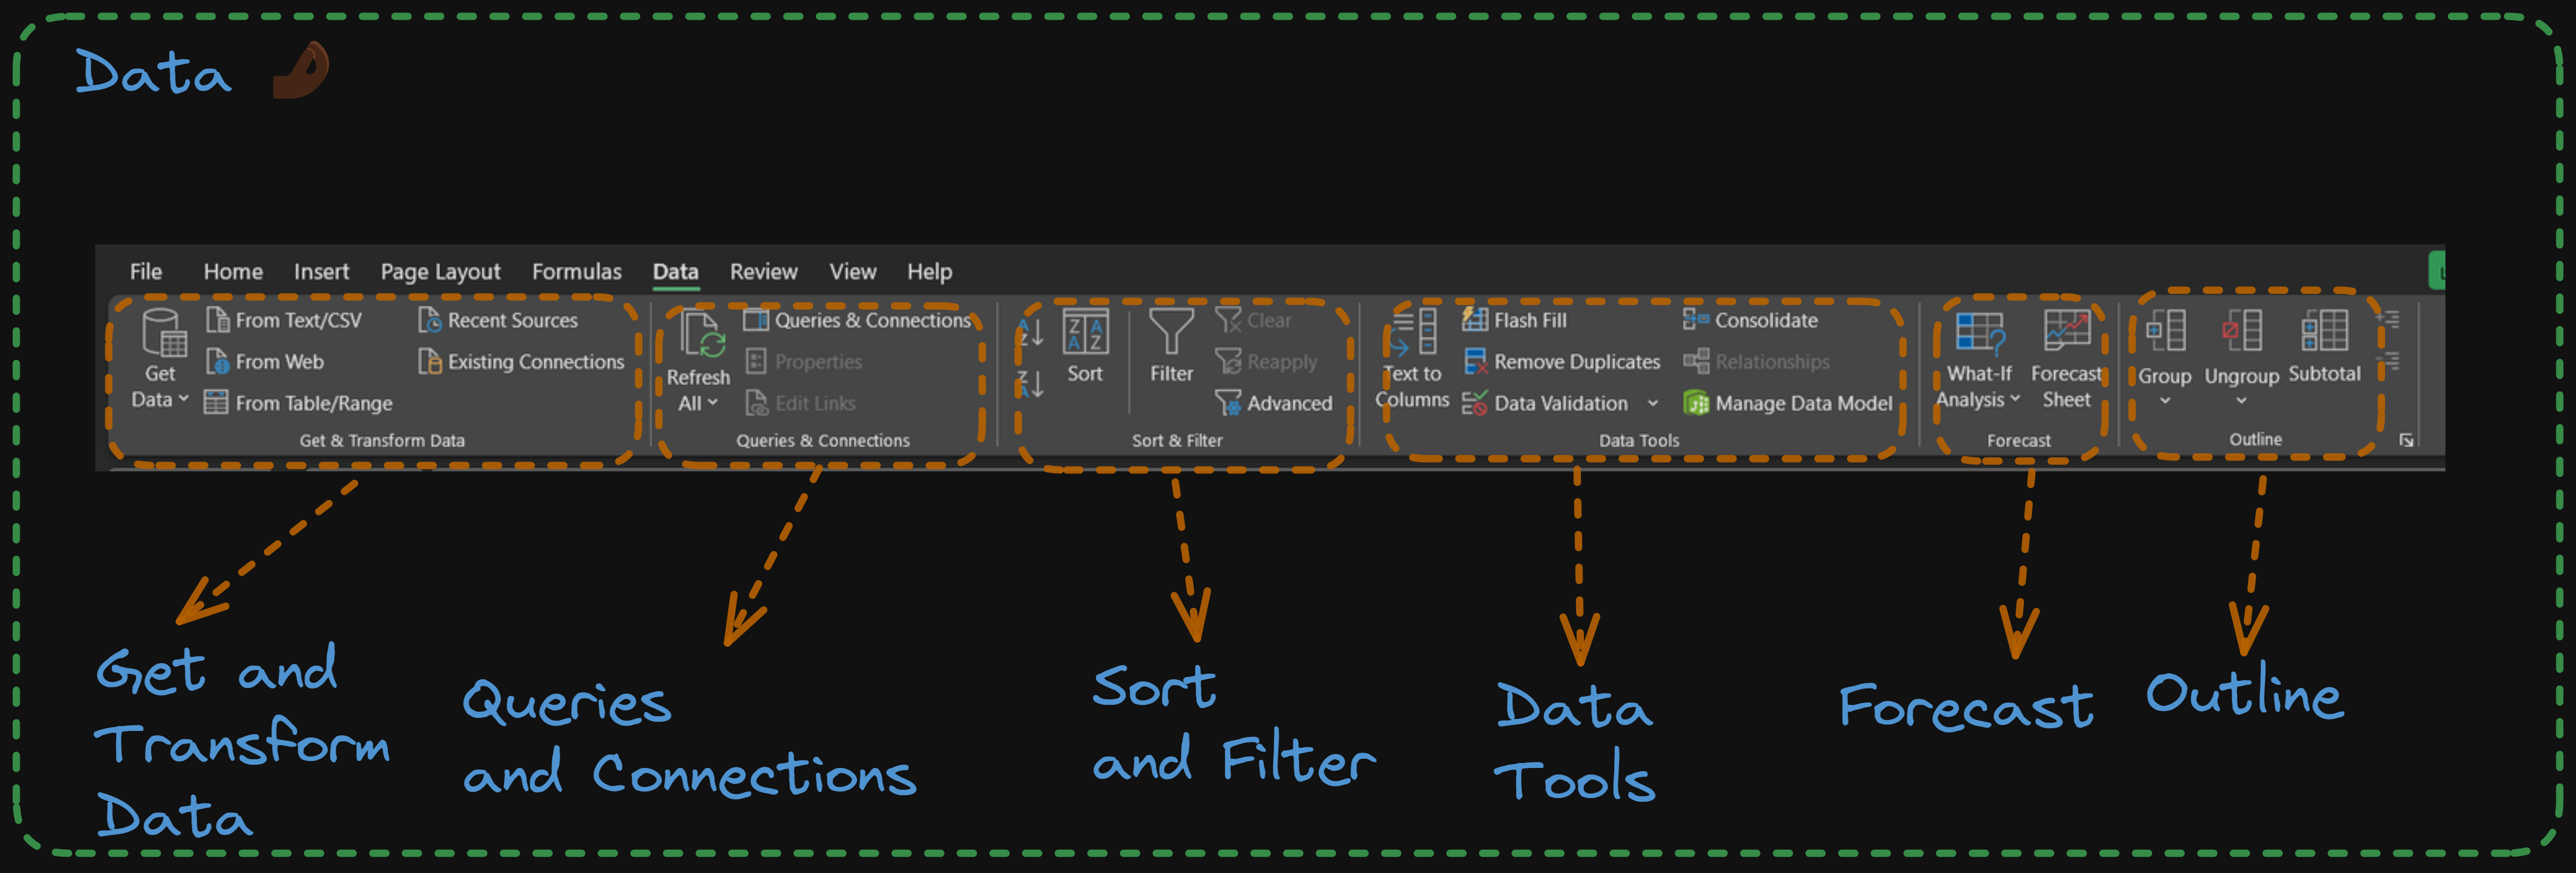 Data
File Home Insert Page Layout Formulas Data Review View Help
Get
Data
From Text/CSV
From Web
From Table/Range
Recent Sources
Existing Connections
Get & Transform Data
Refresh
All
Queries & Connections
Properties
Edit Links
Queries & Connections
Sort
Filter
Clear
Reapply
Advanced
Sort & Filter
Text to
Columns
Flash Fill
Remove Duplicates
Data Validation
Consolidate
Relationships
Manage Data Model
Data Tools
What-If
Analysis
Forecast
Sheet
Forecast
Group
Ungroup
Subtotal
Outline
Get and
Transform
Data
Queries
and Connections
Sort
and Filter
Data
Tools
Forecast
Outline